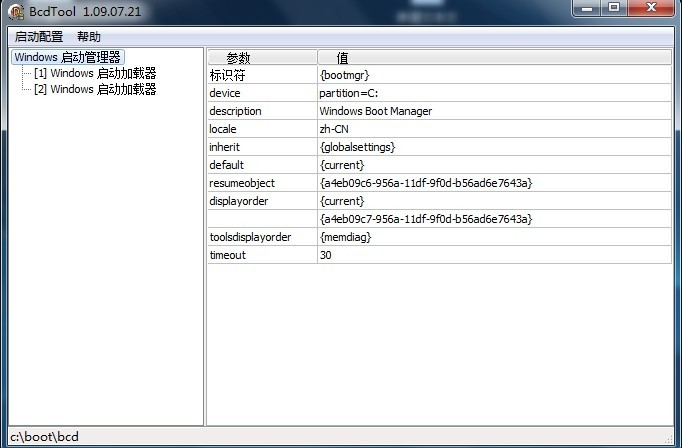 BcdTool 1.09.07.21
启动配置 帮助
Windows 启动管理器
[1] Windows 启动加载器
[2] Windows 启动加载器
参数 值
标识符 {bootmgr}
device partition=C:
description Windows Boot Manager
locale zh-CN
inherit {globalsettings}
default {current}
resumeobject {a4eb09c6-956a-11df-9f0d-b56ad6e7643a}
displayorder {current}
{a4eb09c7-956a-11df-9f0d-b56ad6e7643a}
toolsdisplayorder {memdiag}
timeout 30
c:\boot\bcd